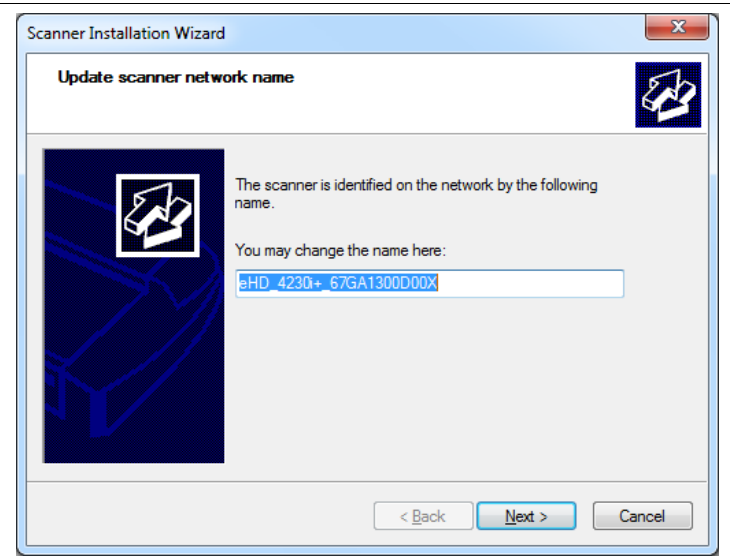 Scanner Installation Wizard
Update scanner network name
The scanner is identified on the network by the following
name.
You may change the name here:
eHD_4230i+_67GA1300D00X
< Back
Next >
Cancel